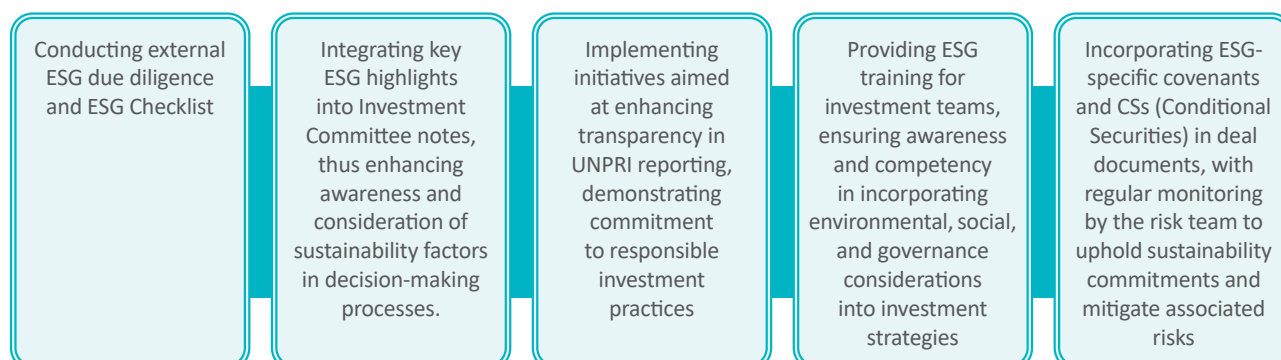 Conducting external
ESG due diligence
and ESG Checklist
Integrating key
ESG highlights
into Investment
Committee notes,
thus enhancing
awareness and
consideration of
sustainability factors
in decision-making
processes.
Implementing
initiatives aimed
at enhancing
transparency in
UNPRI reporting,
demonstrating
commitment
to responsible
investment
practices
Providing ESG
training for
investment teams,
ensuring awareness
and competency
in incorporating
environmental, social,
and governance
considerations
into investment
strategies
Incorporating ESG-
specific covenants
and CSs (Conditional
Securities) in deal
documents, with
regular monitoring
by the risk team to
uphold sustainability
commitments and
mitigate associated
risks